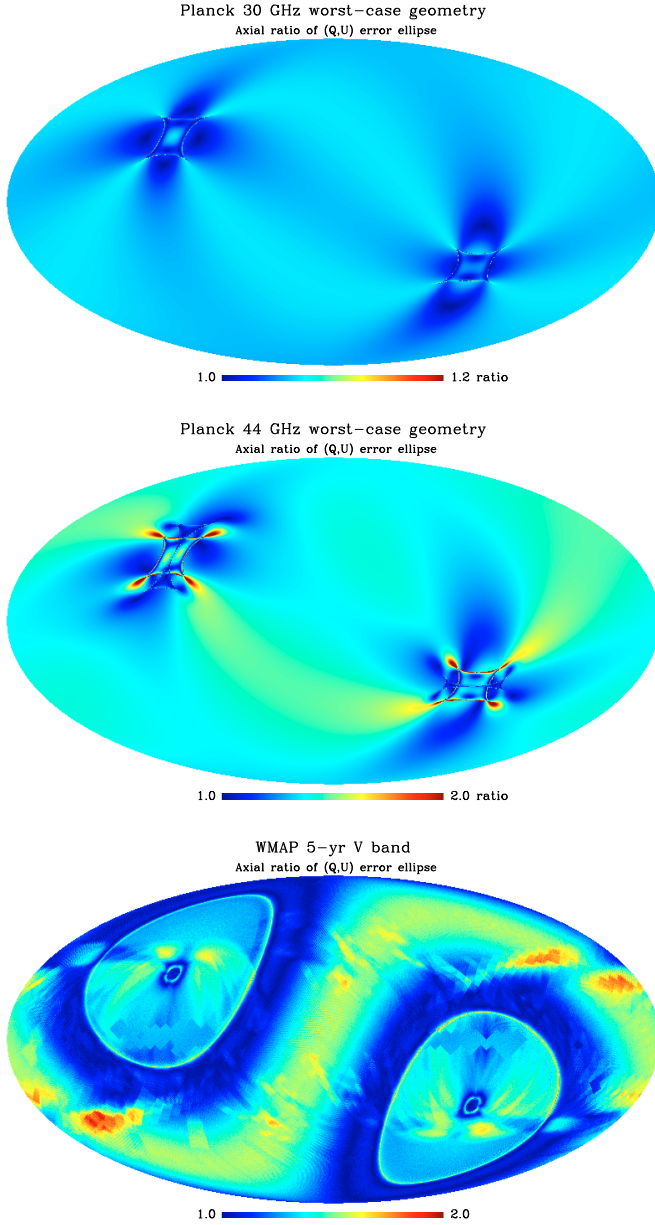 Planck 30 GHz worst-case geometry
Axial ratio of (Q,U) error ellipse
1.0 1.2 ratio
Planck 44 GHz worst-case geometry
Axial ratio of (Q,U) error ellipse
1.0 2.0 ratio
WMAP 5-yr V band
Axial ratio of (Q,U) error ellipse
1.0 2.0